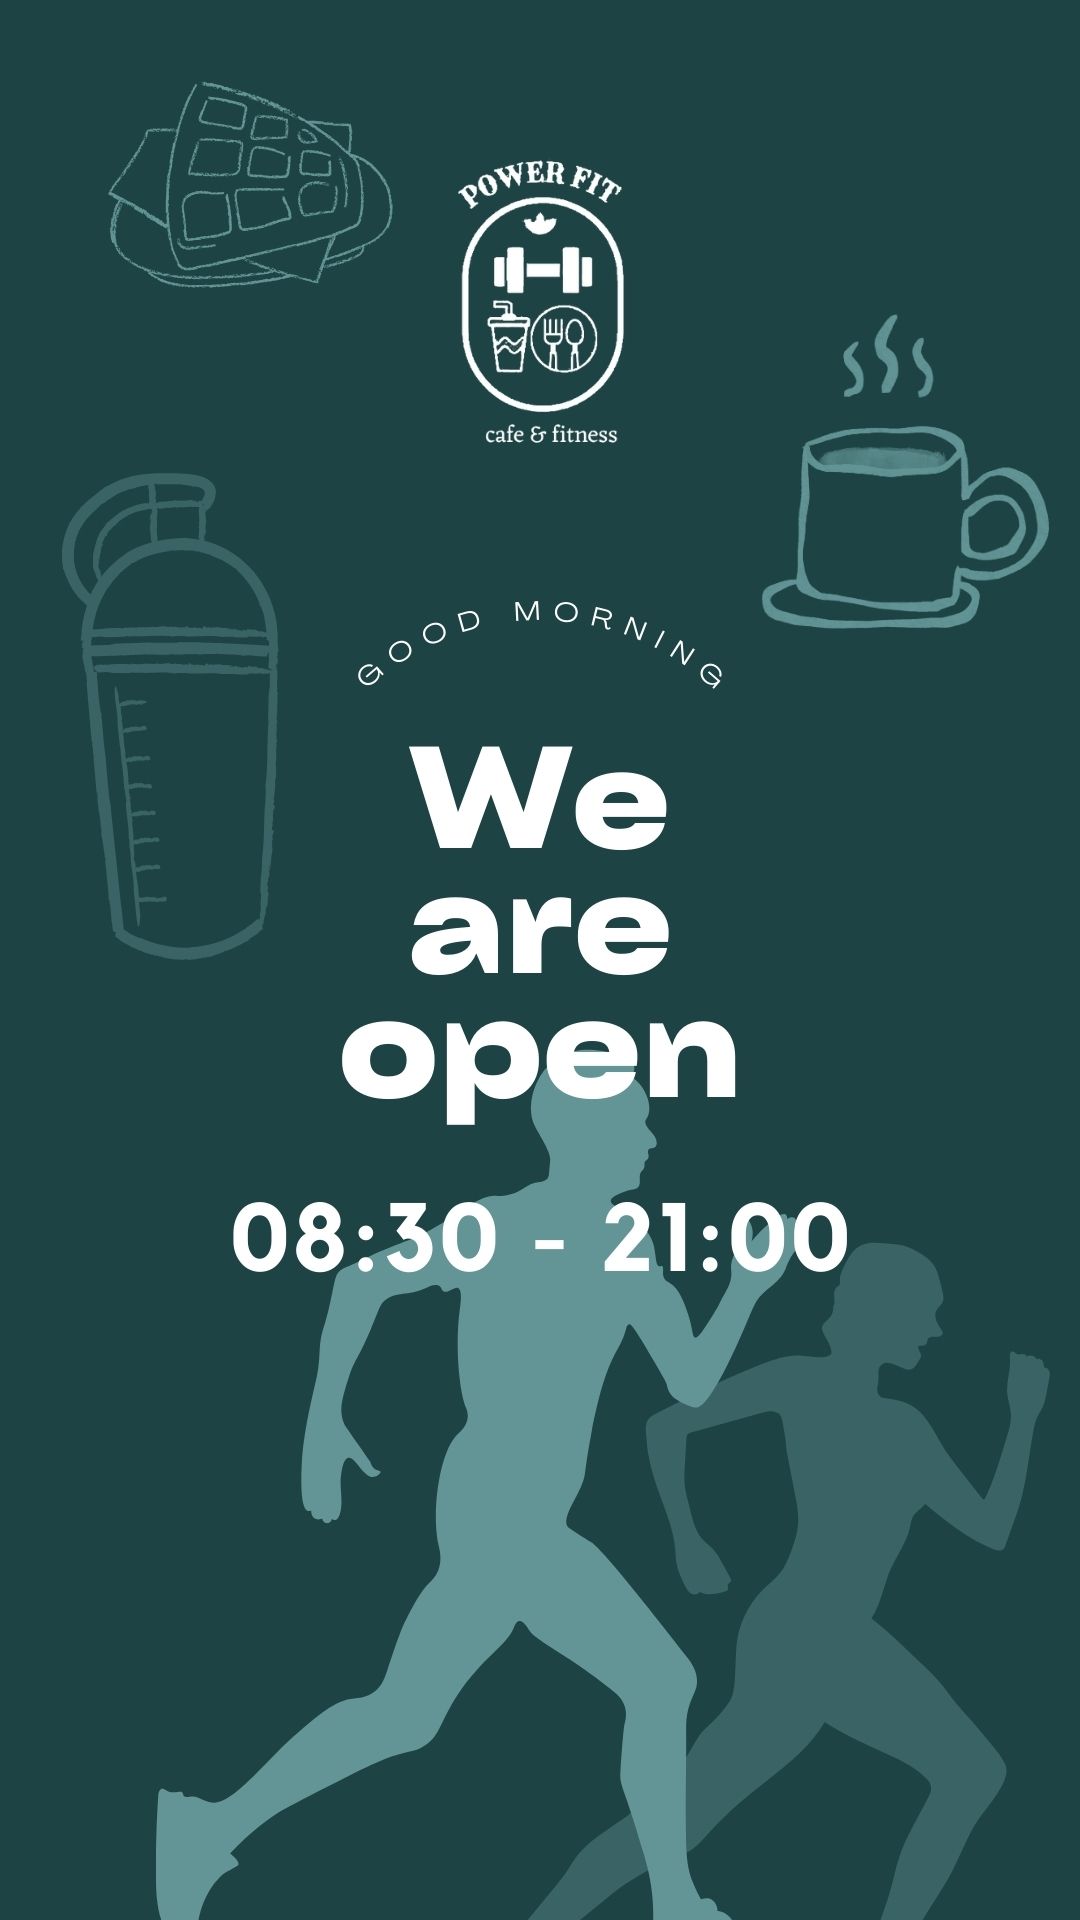 POWER FIT
cafe & fitness
GOOD MORNING
We
are
open
08:30 - 21:00